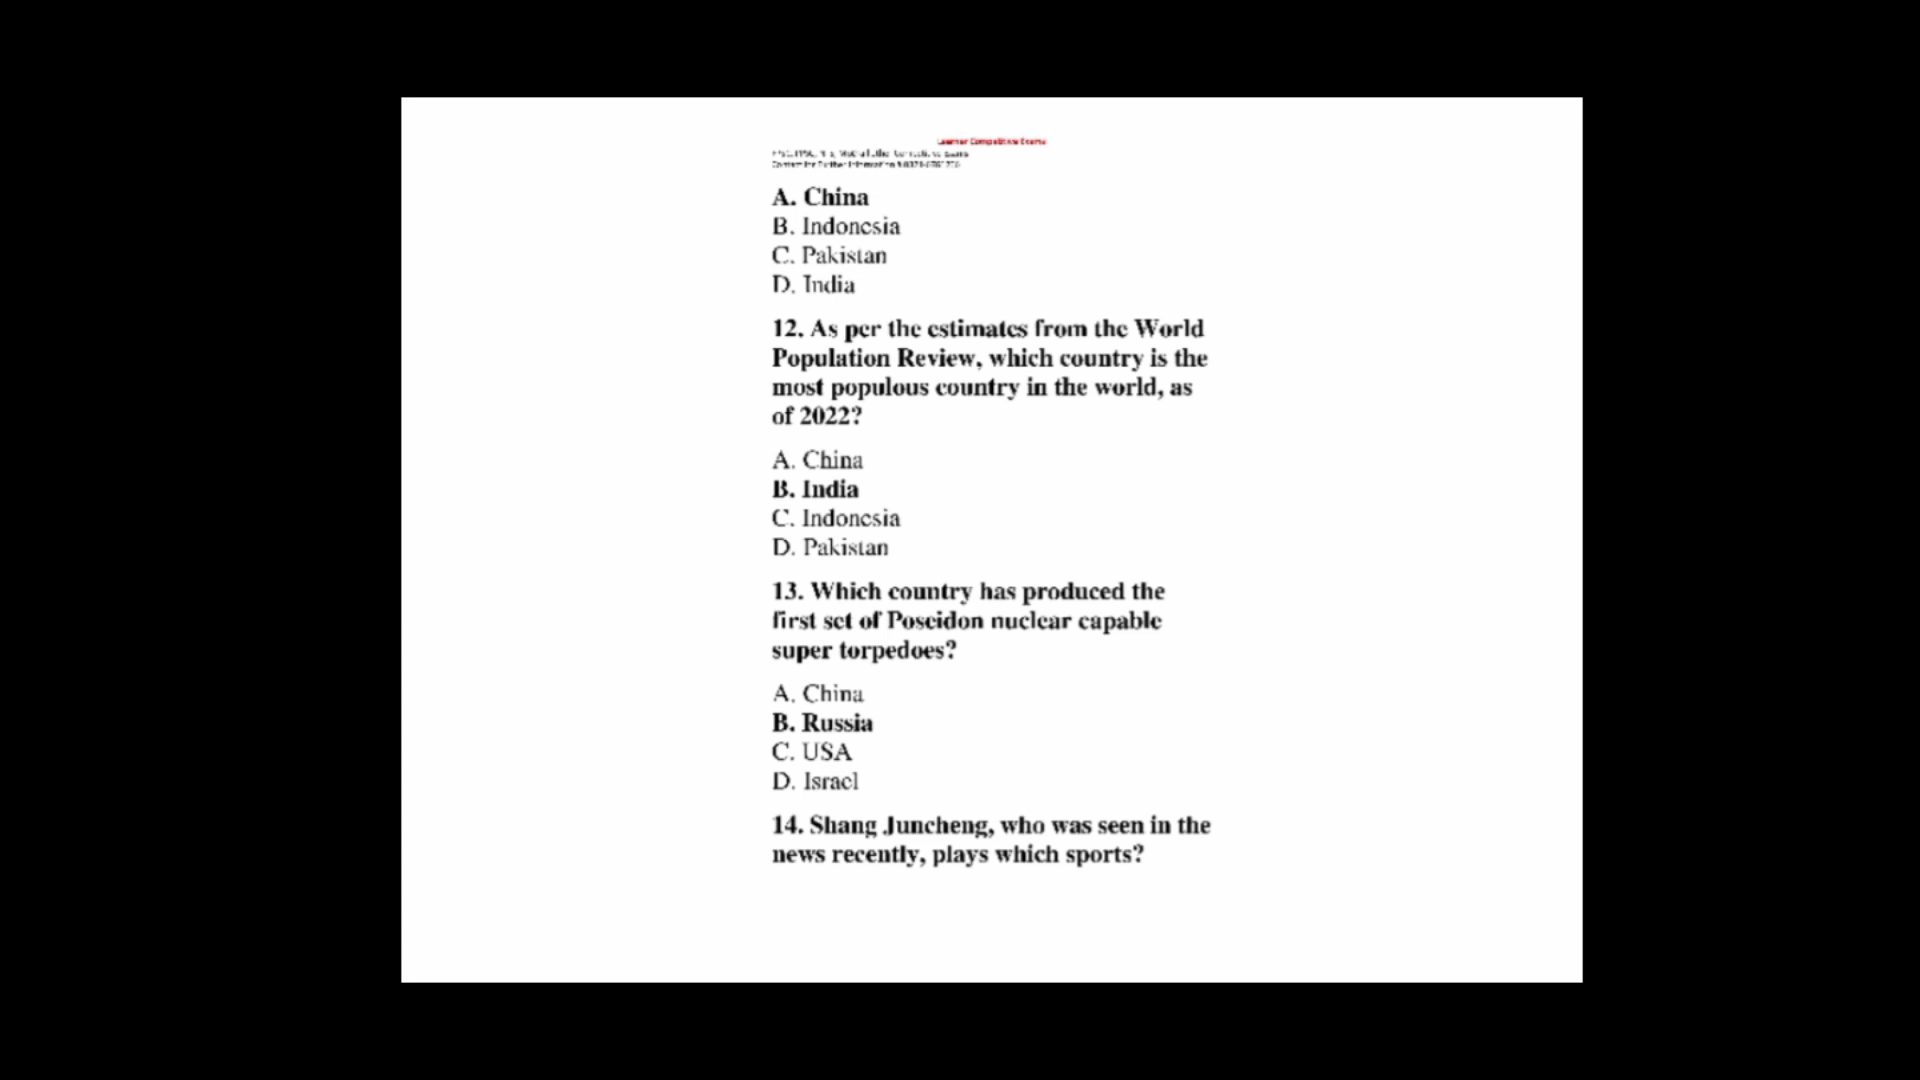 Learner Competitive Exams
A. China
B. Indonesia
C. Pakistan
D. India
12. As per the estimates from the World
Population Review, which country is the
most populous country in the world, as
of 2022?
A. China
B. India
C. Indonesia
D. Pakistan
13. Which country has produced the
first set of Poseidon nuclear capable
super torpedoes?
A. China
B. Russia
C. USA
D. Israel
14. Shang Juncheng, who was seen in the
news recently, plays which sports?